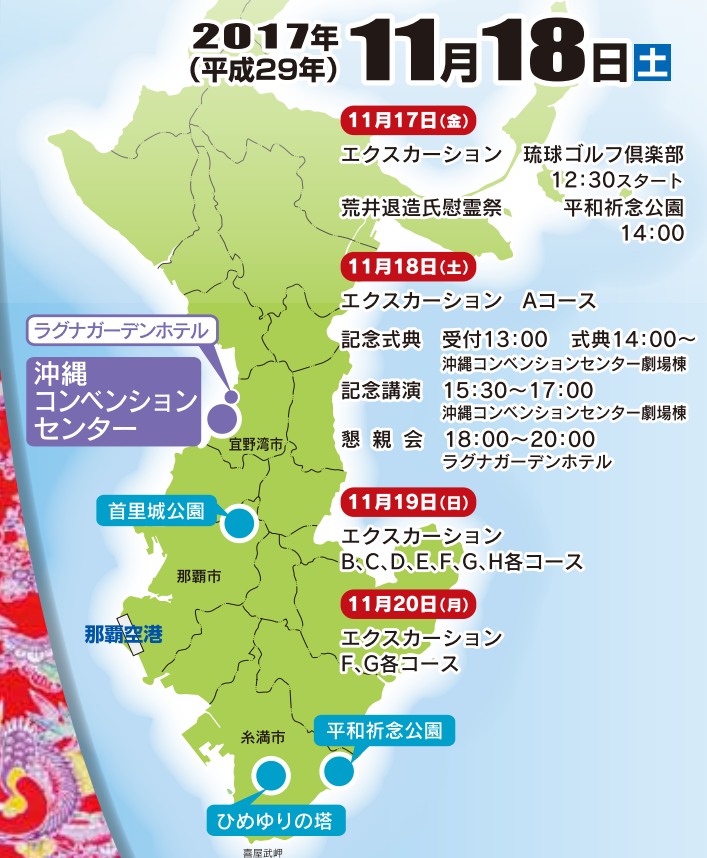 2017年
(平成29年)
11月18日土
11月17日(金)
エクスカーション　琉球ゴルフ倶楽部
12:30スタート
荒井退造氏慰霊祭　平和祈念公園
14:00
11月18日(土)
エクスカーション　Aコース
記念式典　受付13:00　式典14:00〜
沖縄コンベンションセンター劇場棟
記念講演　15:30〜17:00
沖縄コンベンションセンター劇場棟
懇親会　18:00〜20:00
ラグナガーデンホテル
11月19日(日)
エクスカーション
B、C、D、E、F、G、H各コース
11月20日(月)
エクスカーション
F、G各コース
ラグナガーデンホテル
沖縄
コンベンション
センター
宜野湾市
首里城公園
那覇市
那覇空港
糸満市
平和祈念公園
ひめゆりの塔
喜屋武岬